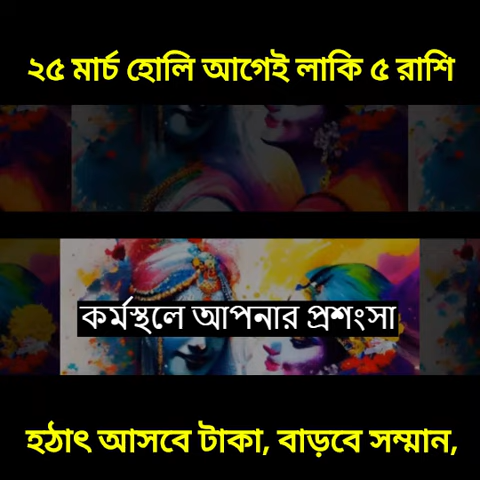 ২৫ মার্চ হোলি আগেই লাকি ৫ রাশি
কর্মস্থলে আপনার প্রশংসা
হঠাৎ আসবে টাকা, বাড়বে সম্মান,